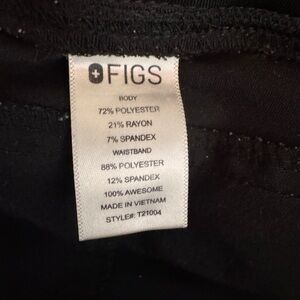 FIGS
BODY
72% POLYESTER
21% RAYON
7% SPANDEX
WAISTBAND
88% POLYESTER
12% SPANDEX
100% AWESOME
MADE IN VIETNAM
STYLE#: T21004